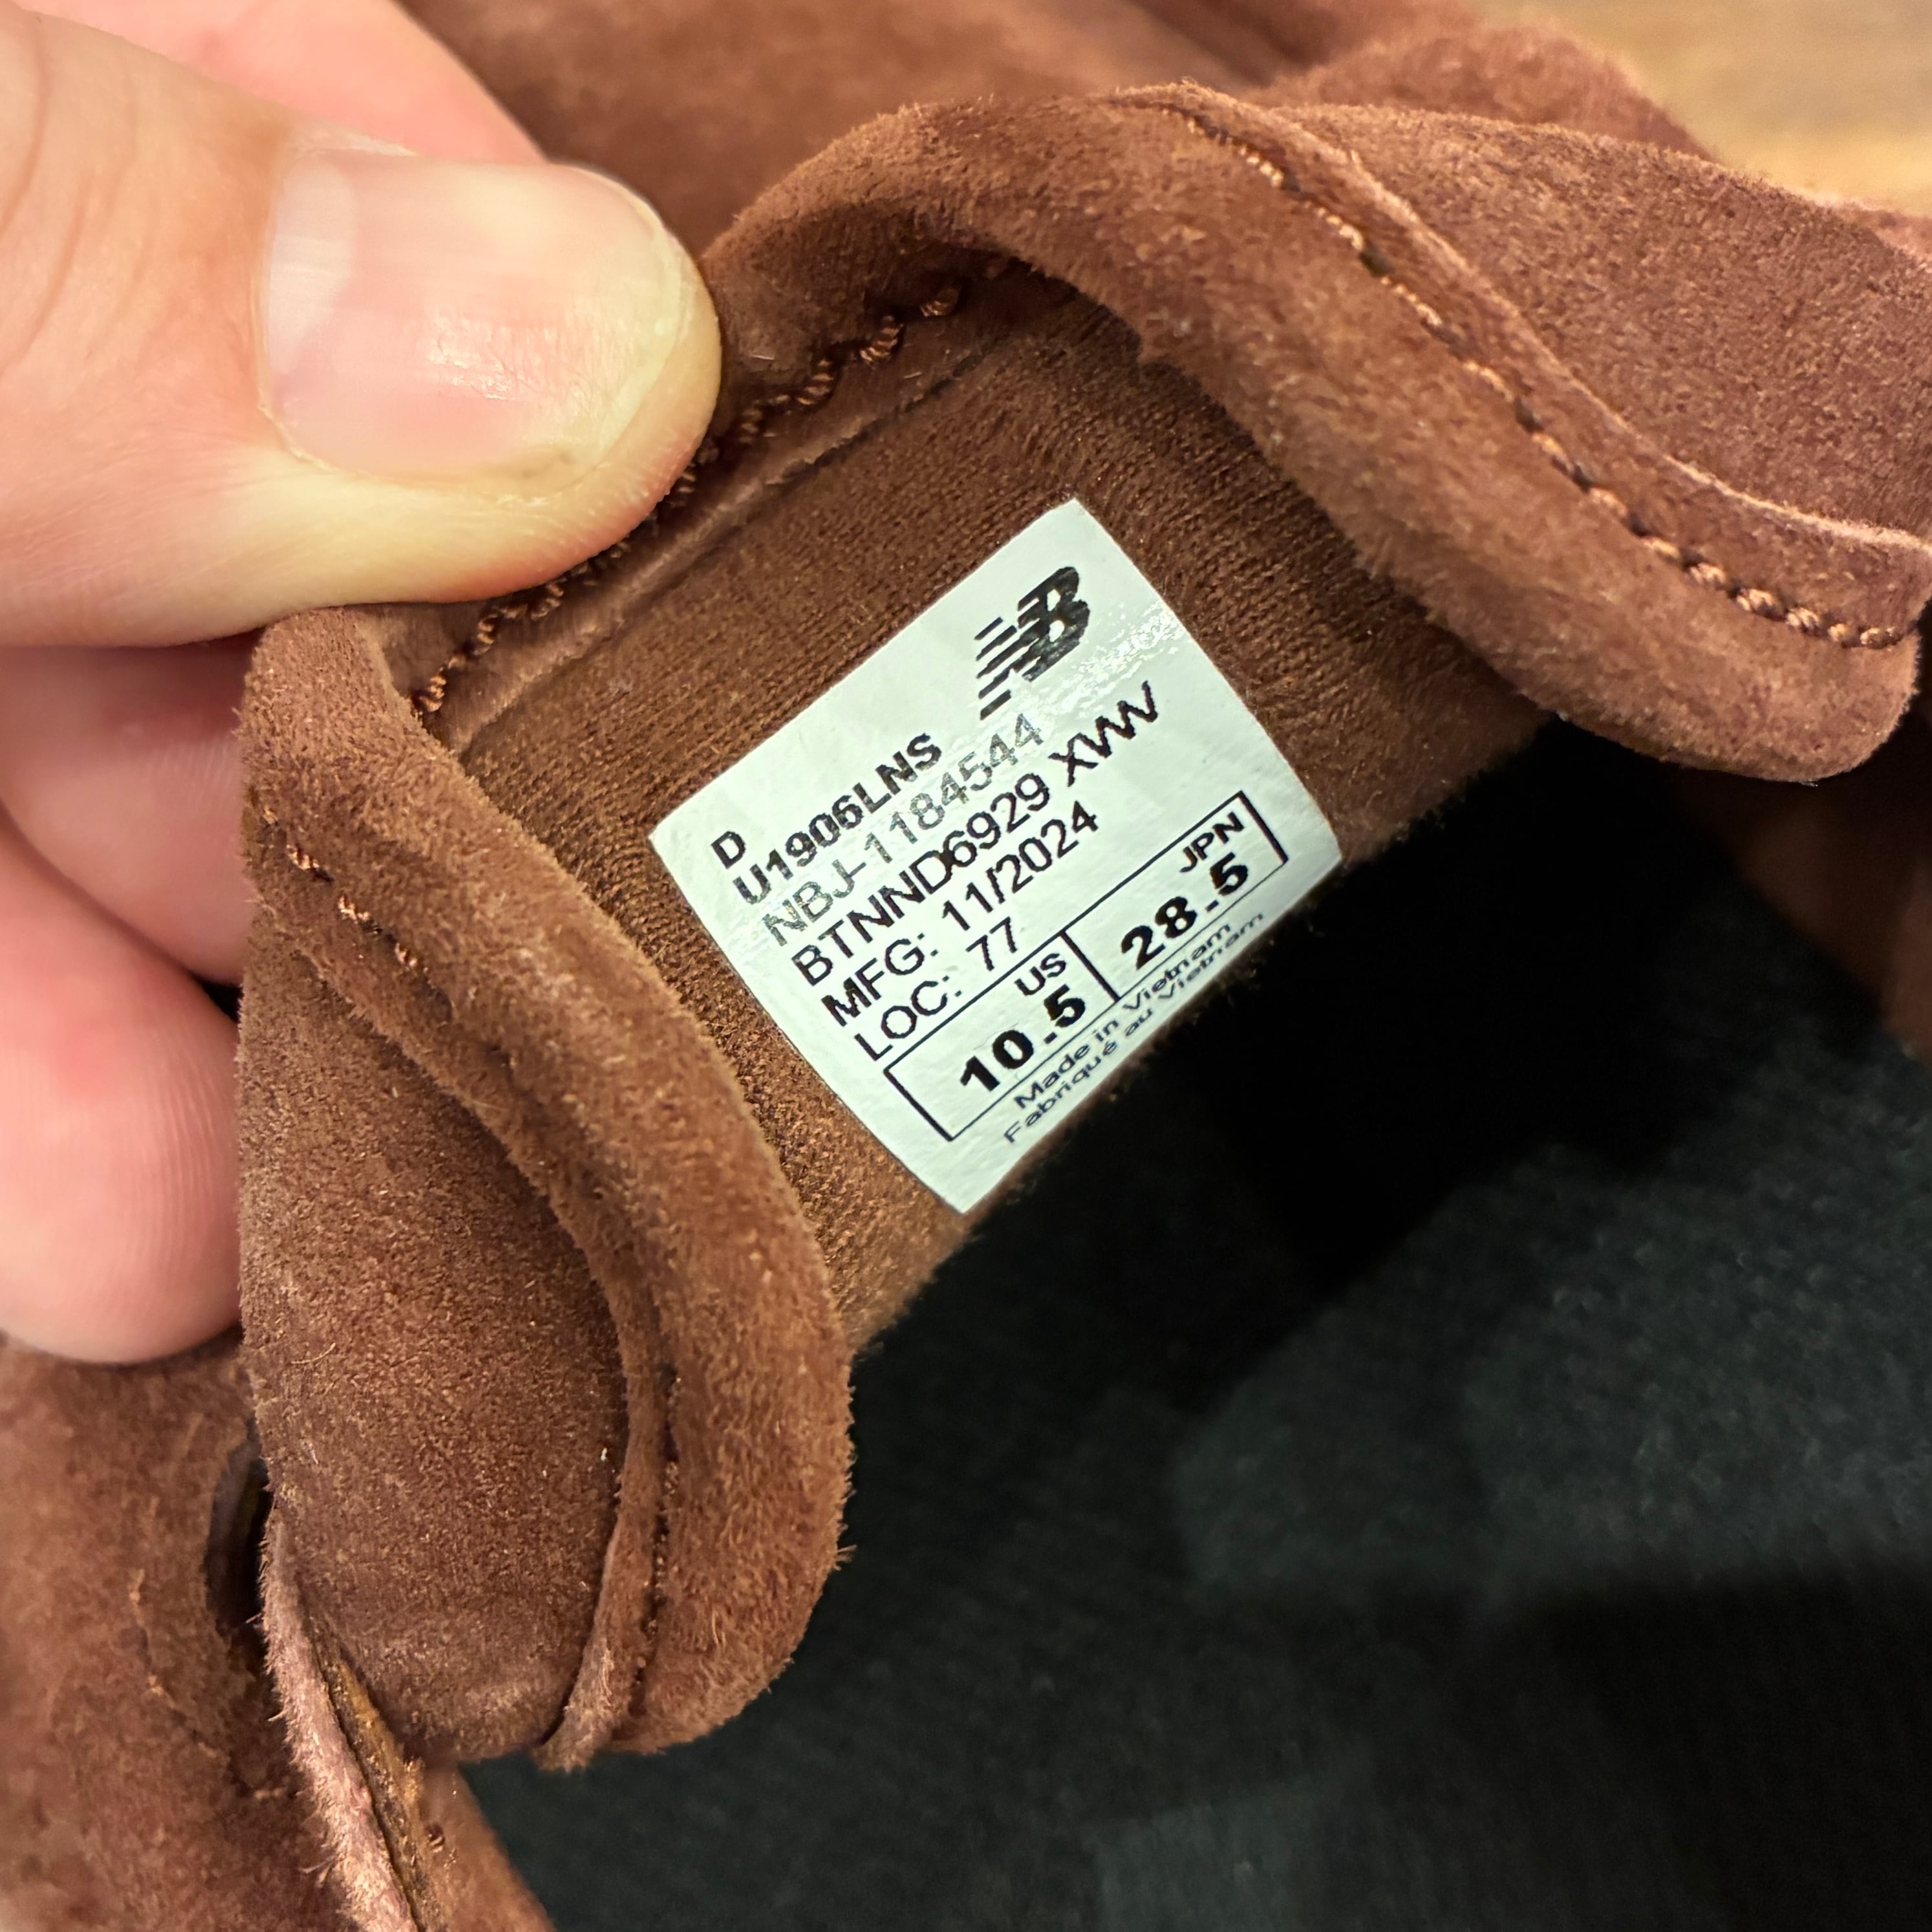 NB
D
U1906LNS
NBJ-1184544
BTNND6929 XWW
MFG: 11/2024
LOC: 77
US JPN
10.5 28.5
Made in Vietnam
Fabriqué au Vietnam